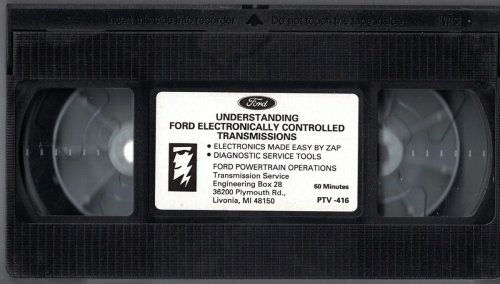 Insert this side into recorder Do not touch the tape inside
VHS
Ford
UNDERSTANDING
FORD ELECTRONICALLY CONTROLLED
TRANSMISSIONS
• ELECTRONICS MADE EASY BY ZAP
• DIAGNOSTIC SERVICE TOOLS
FORD POWERTRAIN OPERATIONS
Transmission Service
Engineering Box 28
36200 Plymouth Rd.,
Livonia, MI 48150
60 Minutes
PTV -416